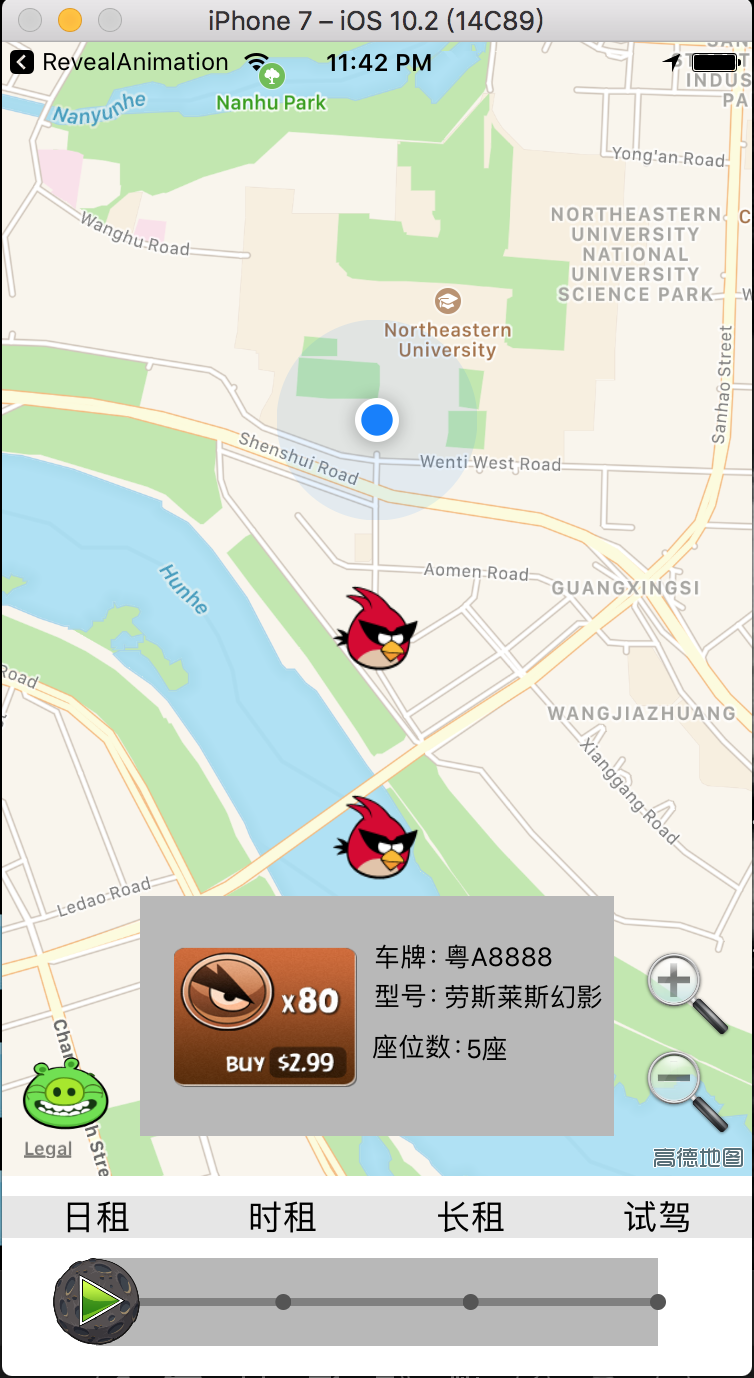 iPhone 7 – iOS 10.2 (14C89)
RevealAnimation
11:42 PM
INDUS
PA
Nanyunhe
Nanhu Park
Yong'an Road
Wanghu Road
NORTHEASTERN
UNIVERSITY
NATIONAL
UNIVERSITY
SCIENCE PARK
Northeastern
University
Sanhao Street
Shenshui Road
Wenti West Road
Hunhe
Aomen Road
GUANGXINGSI
Road
WANGJIAZHUANG
Xianggang Road
Ledao Road
车牌: 粤A8888
型号: 劳斯莱斯幻影
座位数: 5座
x80
BUY $2.99
Chan
h Street
Legal
高德地图
日租
时租
长租
试驾